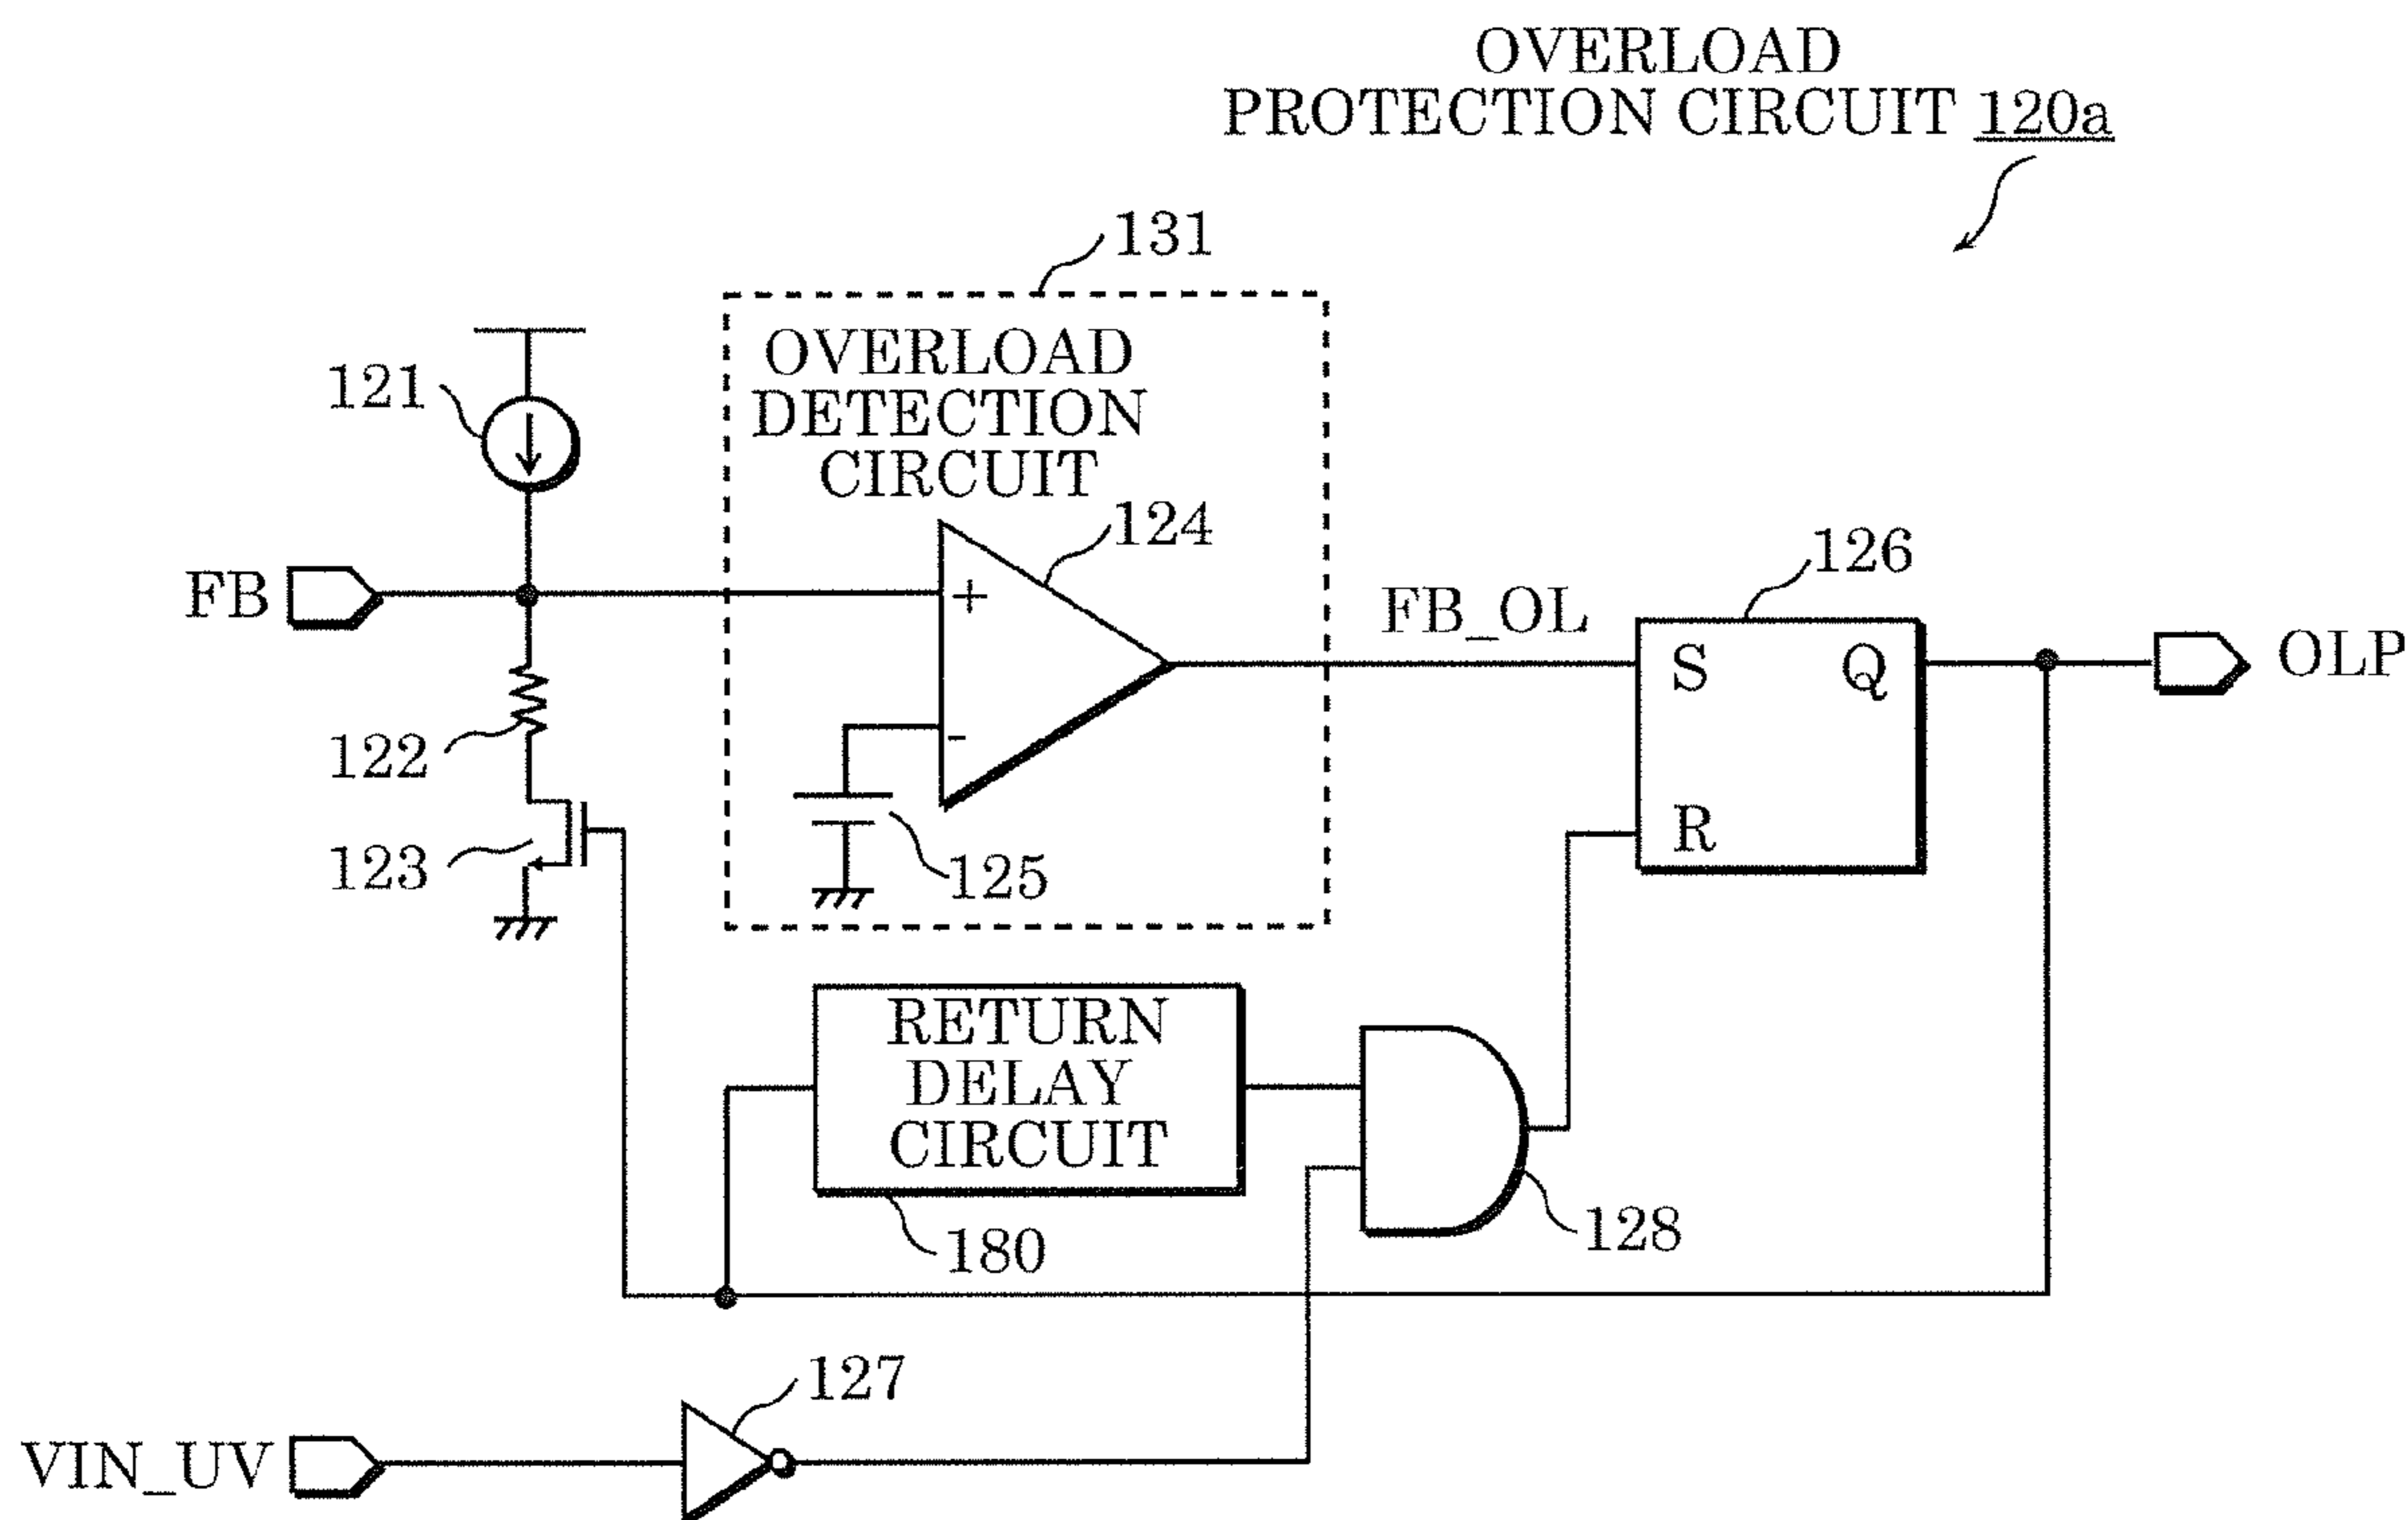 OVERLOAD
PROTECTION CIRCUIT 120a
131
OVERLOAD
DETECTION
CIRCUIT
121
124
FB
+
-
122
123
125
FB_OL
126
S
Q
R
OLP
RETURN
DELAY
CIRCUIT
180
128
127
VIN_UV